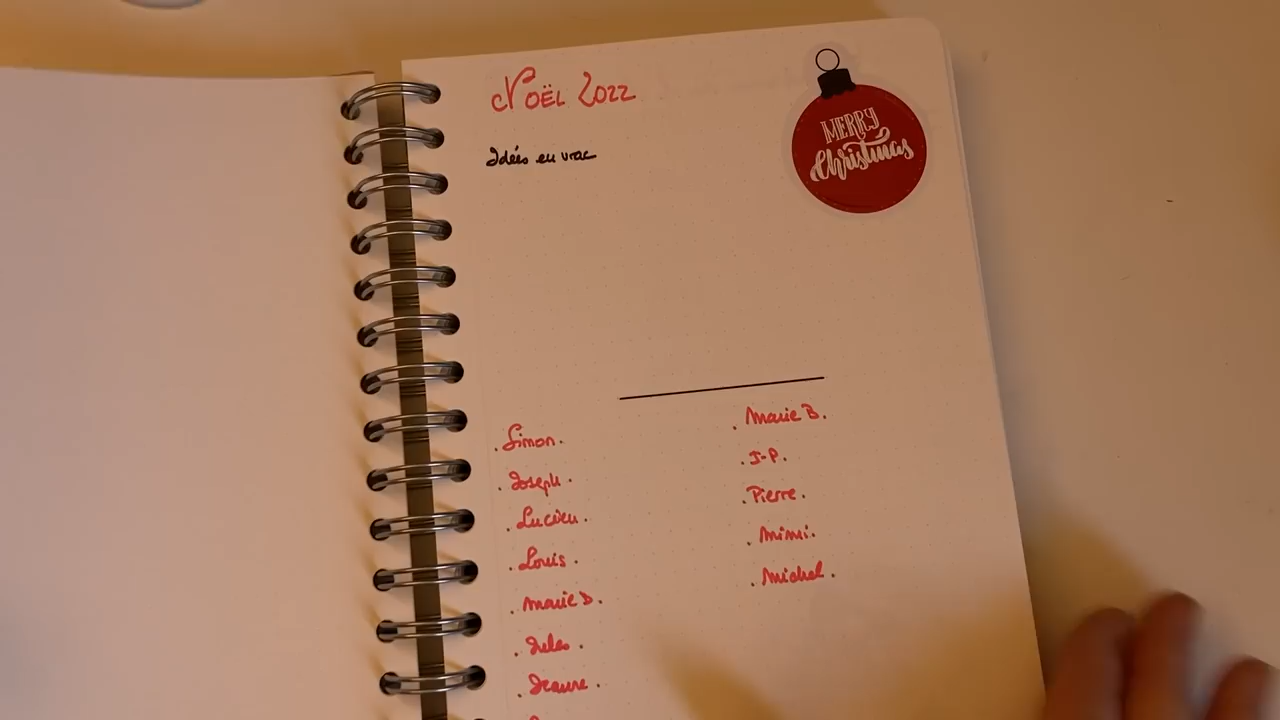 Noël 2022
MERRY
Christmas
Idées en vrac
. Simon.
. Joseph.
. Lucien.
. Louis.
. Marie D.
. Jules.
. Jeanne.
. Marie B.
. J-P.
. Pierre.
. Mimi.
. Michel.